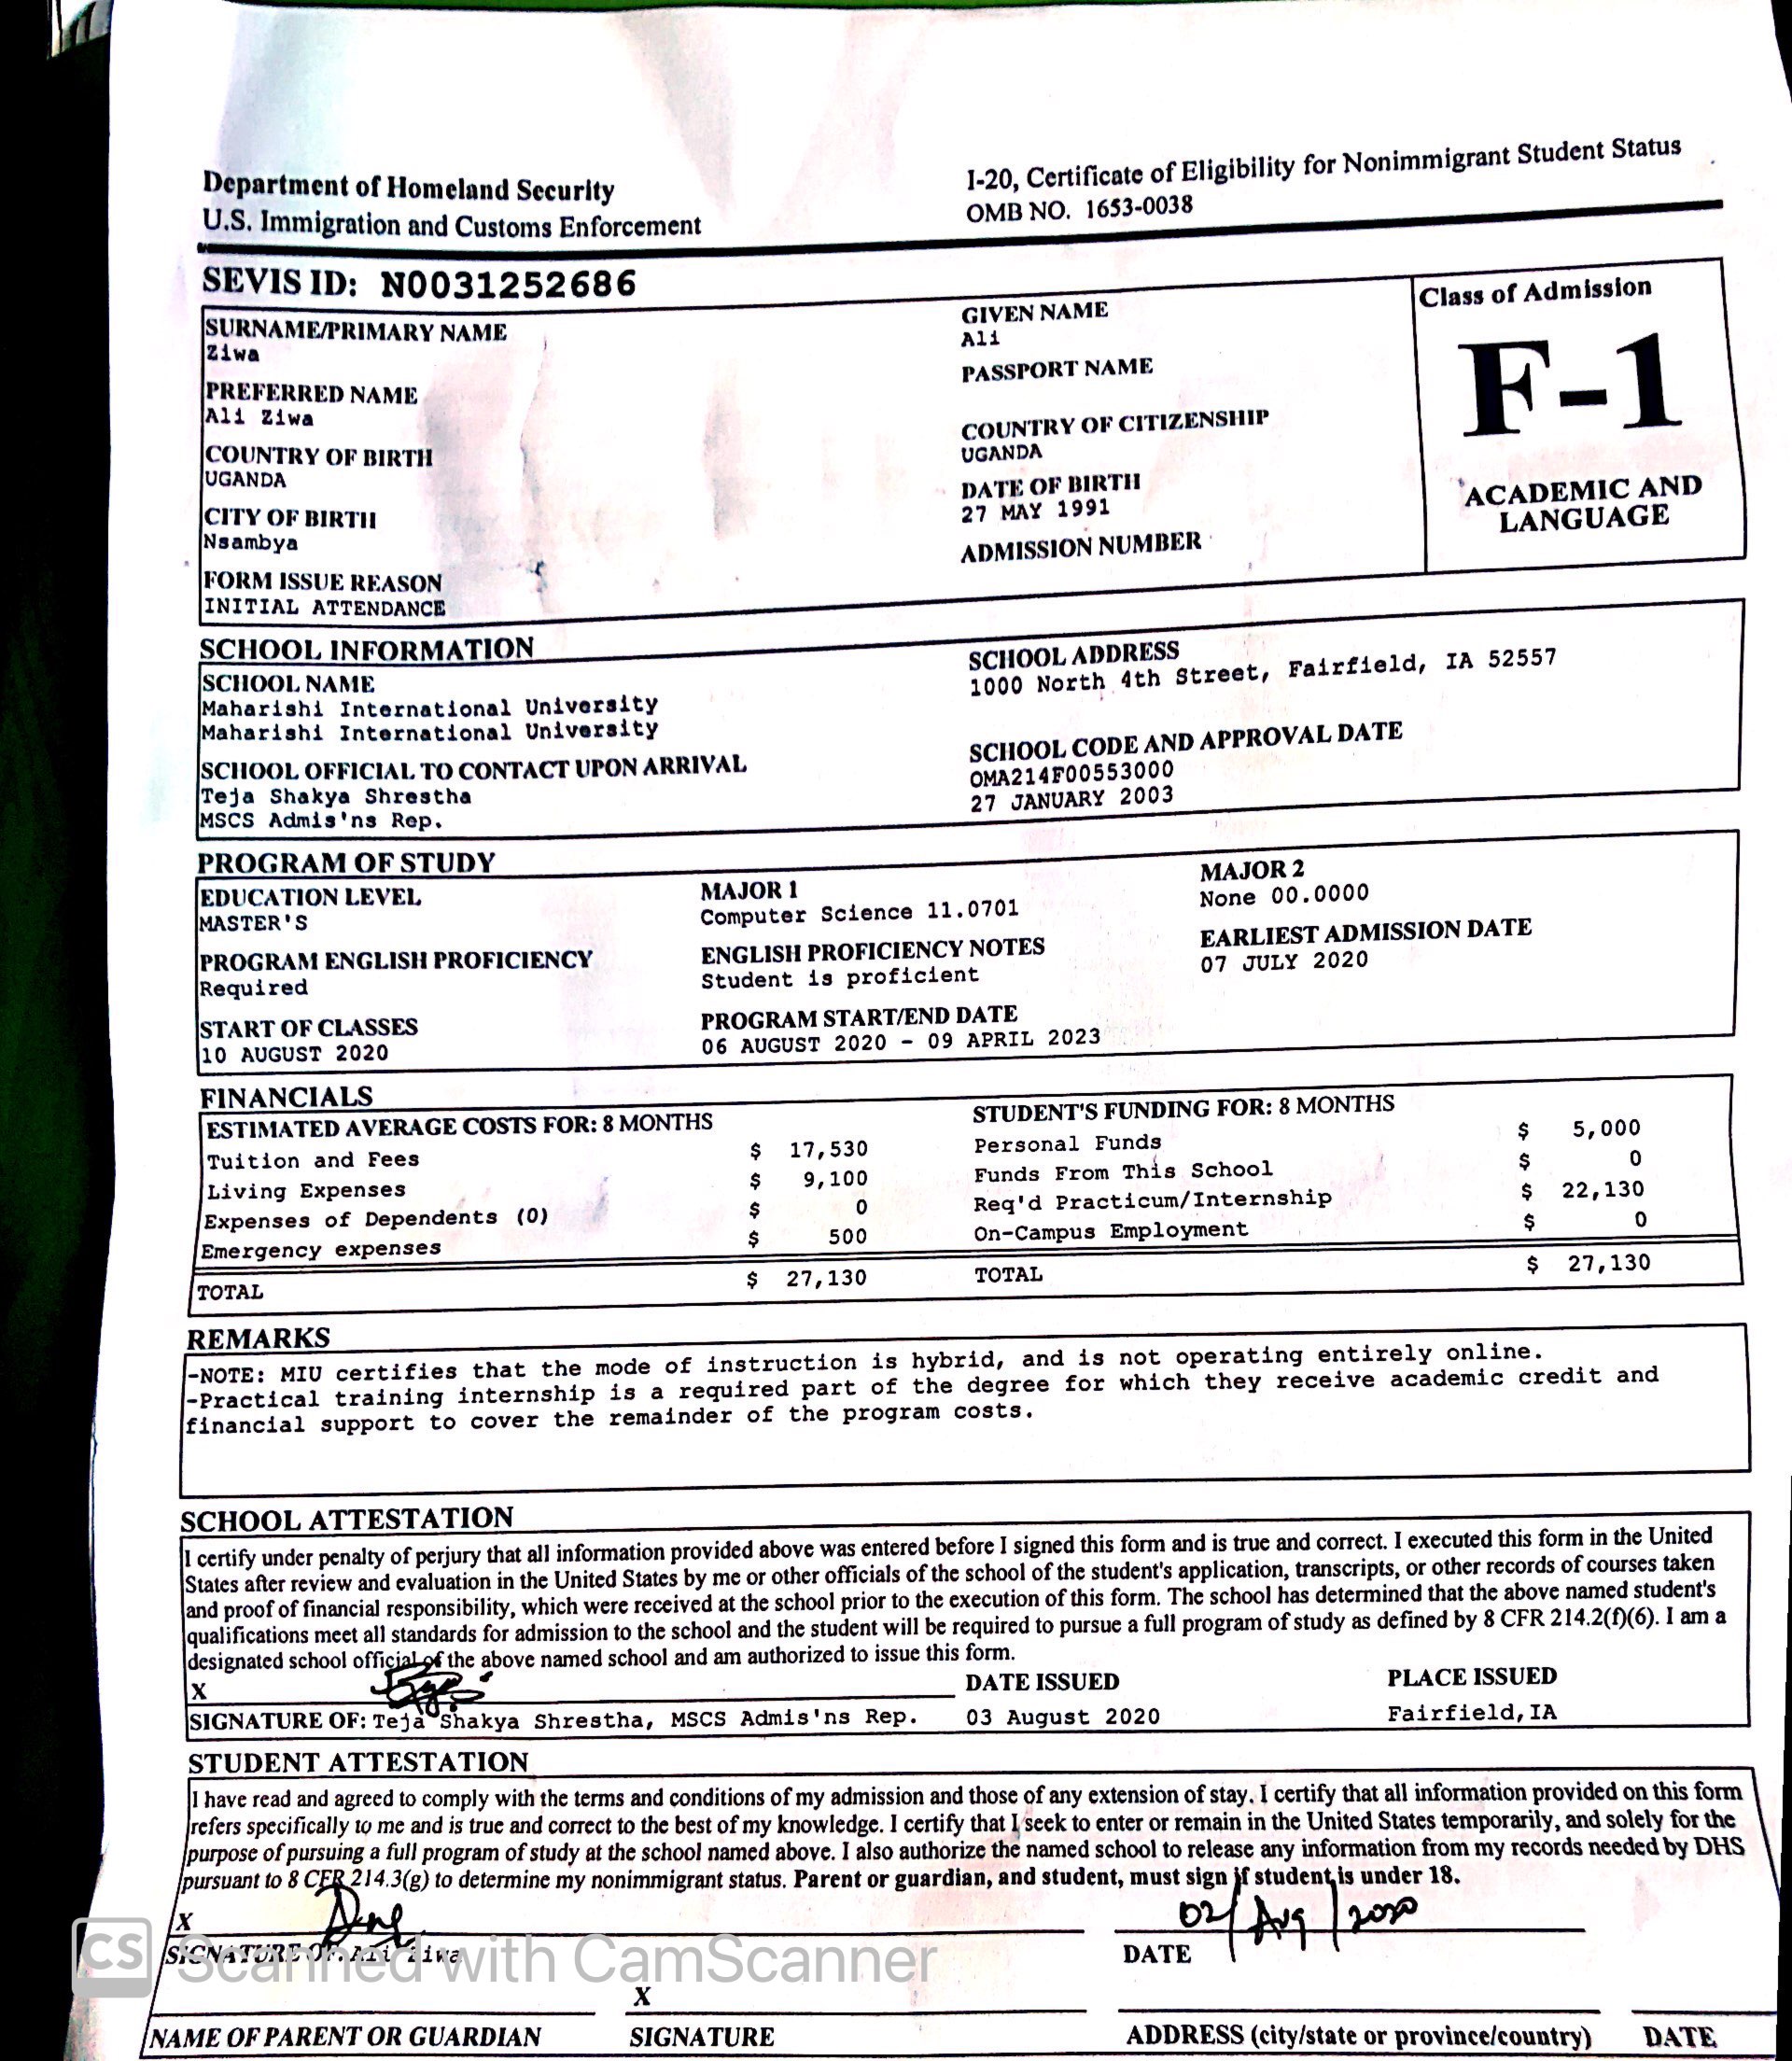 Department of Homeland Security
U.S. Immigration and Customs Enforcement
I-20, Certificate of Eligibility for Nonimmigrant Student Status
OMB NO. 1653-0038
SEVIS ID: N0031252686
SURNAME/PRIMARY NAME
Ziwa
PREFERRED NAME
Ali Ziwa
COUNTRY OF BIRTH
UGANDA
CITY OF BIRTH
Nsambya
FORM ISSUE REASON
INITIAL ATTENDANCE
GIVEN NAME
Ali
PASSPORT NAME
COUNTRY OF CITIZENSHIP
UGANDA
DATE OF BIRTH
27 MAY 1991
ADMISSION NUMBER
Class of Admission
F-1
ACADEMIC AND
LANGUAGE
SCHOOL INFORMATION
SCHOOL NAME
Maharishi International University
Maharishi International University
SCHOOL OFFICIAL TO CONTACT UPON ARRIVAL
Teja Shakya Shrestha
MSCS Admis'ns Rep.
SCHOOL ADDRESS
1000 North 4th Street, Fairfield, IA 52557
SCHOOL CODE AND APPROVAL DATE
OMA214F00553000
27 JANUARY 2003
PROGRAM OF STUDY
EDUCATION LEVEL
MASTER'S
MAJOR 1
Computer Science 11.0701
MAJOR 2
None 00.0000
PROGRAM ENGLISH PROFICIENCY
Required
ENGLISH PROFICIENCY NOTES
Student is proficient
EARLIEST ADMISSION DATE
07 JULY 2020
START OF CLASSES
10 AUGUST 2020
PROGRAM START/END DATE
06 AUGUST 2020 - 09 APRIL 2023
FINANCIALS
ESTIMATED AVERAGE COSTS FOR: 8 MONTHS
Tuition and Fees $ 17,530
Living Expenses $ 9,100
Expenses of Dependents (0) $ 0
Emergency expenses $ 500
TOTAL $ 27,130
STUDENT'S FUNDING FOR: 8 MONTHS
Personal Funds $ 5,000
Funds From This School $ 0
Req'd Practicum/Internship $ 22,130
On-Campus Employment $ 0
TOTAL $ 27,130
REMARKS
-NOTE: MIU certifies that the mode of instruction is hybrid, and is not operating entirely online.
-Practical training internship is a required part of the degree for which they receive academic credit and
financial support to cover the remainder of the program costs.
SCHOOL ATTESTATION
I certify under penalty of perjury that all information provided above was entered before I signed this form and is true and correct. I executed this form in the United
States after review and evaluation in the United States by me or other officials of the school of the student's application, transcripts, or other records of courses taken
and proof of financial responsibility, which were received at the school prior to the execution of this form. The school has determined that the above named student's
qualifications meet all standards for admission to the school and the student will be required to pursue a full program of study as defined by 8 CFR 214.2(f)(6). I am a
designated school official of the above named school and am authorized to issue this form.
X
SIGNATURE OF: Teja Shakya Shrestha, MSCS Admis'ns Rep.
DATE ISSUED
03 August 2020
PLACE ISSUED
Fairfield, IA
STUDENT ATTESTATION
I have read and agreed to comply with the terms and conditions of my admission and those of any extension of stay. I certify that all information provided on this form
refers specifically to me and is true and correct to the best of my knowledge. I certify that I seek to enter or remain in the United States temporarily, and solely for the
purpose of pursuing a full program of study at the school named above. I also authorize the named school to release any information from my records needed by DHS
pursuant to 8 CFR 214.3(g) to determine my nonimmigrant status. Parent or guardian, and student, must sign if student is under 18.
X
02/Aug/2020
SIGNATURE OF: Ali Ziwa
DATE
CS Scanned with CamScanner
X
NAME OF PARENT OR GUARDIAN
SIGNATURE
ADDRESS (city/state or province/country)
DATE